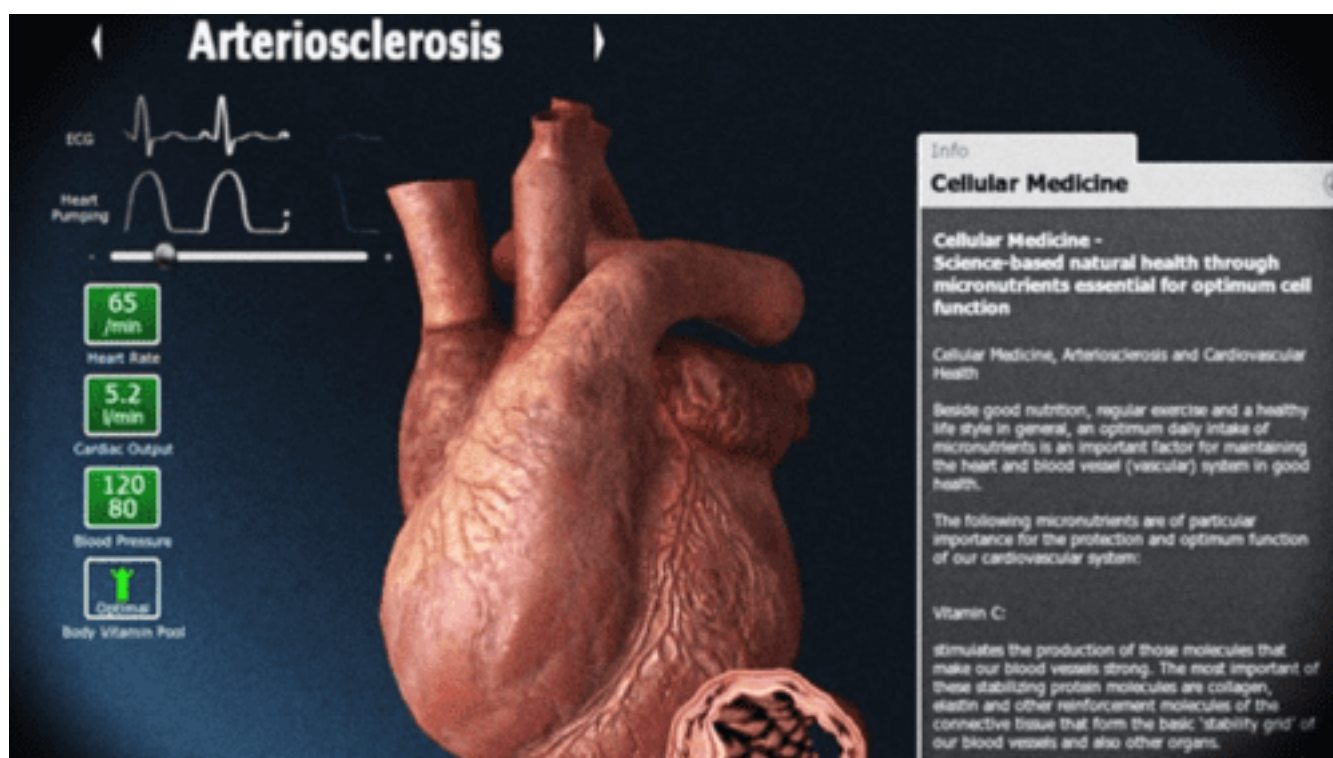 Arteriosclerosis
ECG
Heart
Pumping
65
/min
Heart Rate
5.2
l/min
Cardiac Output
120
80
Blood Pressure
Optimal
Body Vitamin Pool
Info
Cellular Medicine
Cellular Medicine -
Science-based natural health through
micronutrients essential for optimum cell
function
Cellular Medicine, Arteriosclerosis and Cardiovascular
Health
Beside good nutrition, regular exercise and a healthy
life style in general, an optimum daily intake of
micronutrients is an important factor for maintaining
the heart and blood vessel (vascular) system in good
health.
The following micronutrients are of particular
importance for the protection and optimum function
of our cardiovascular system:
Vitamin C:
stimulates the production of those molecules that
make our blood vessels strong. The most important of
these stabilizing protein molecules are collagen,
elastin and other reinforcement molecules of the
connective tissue that form the basic 'stability grid' of
our blood vessels and also other organs.